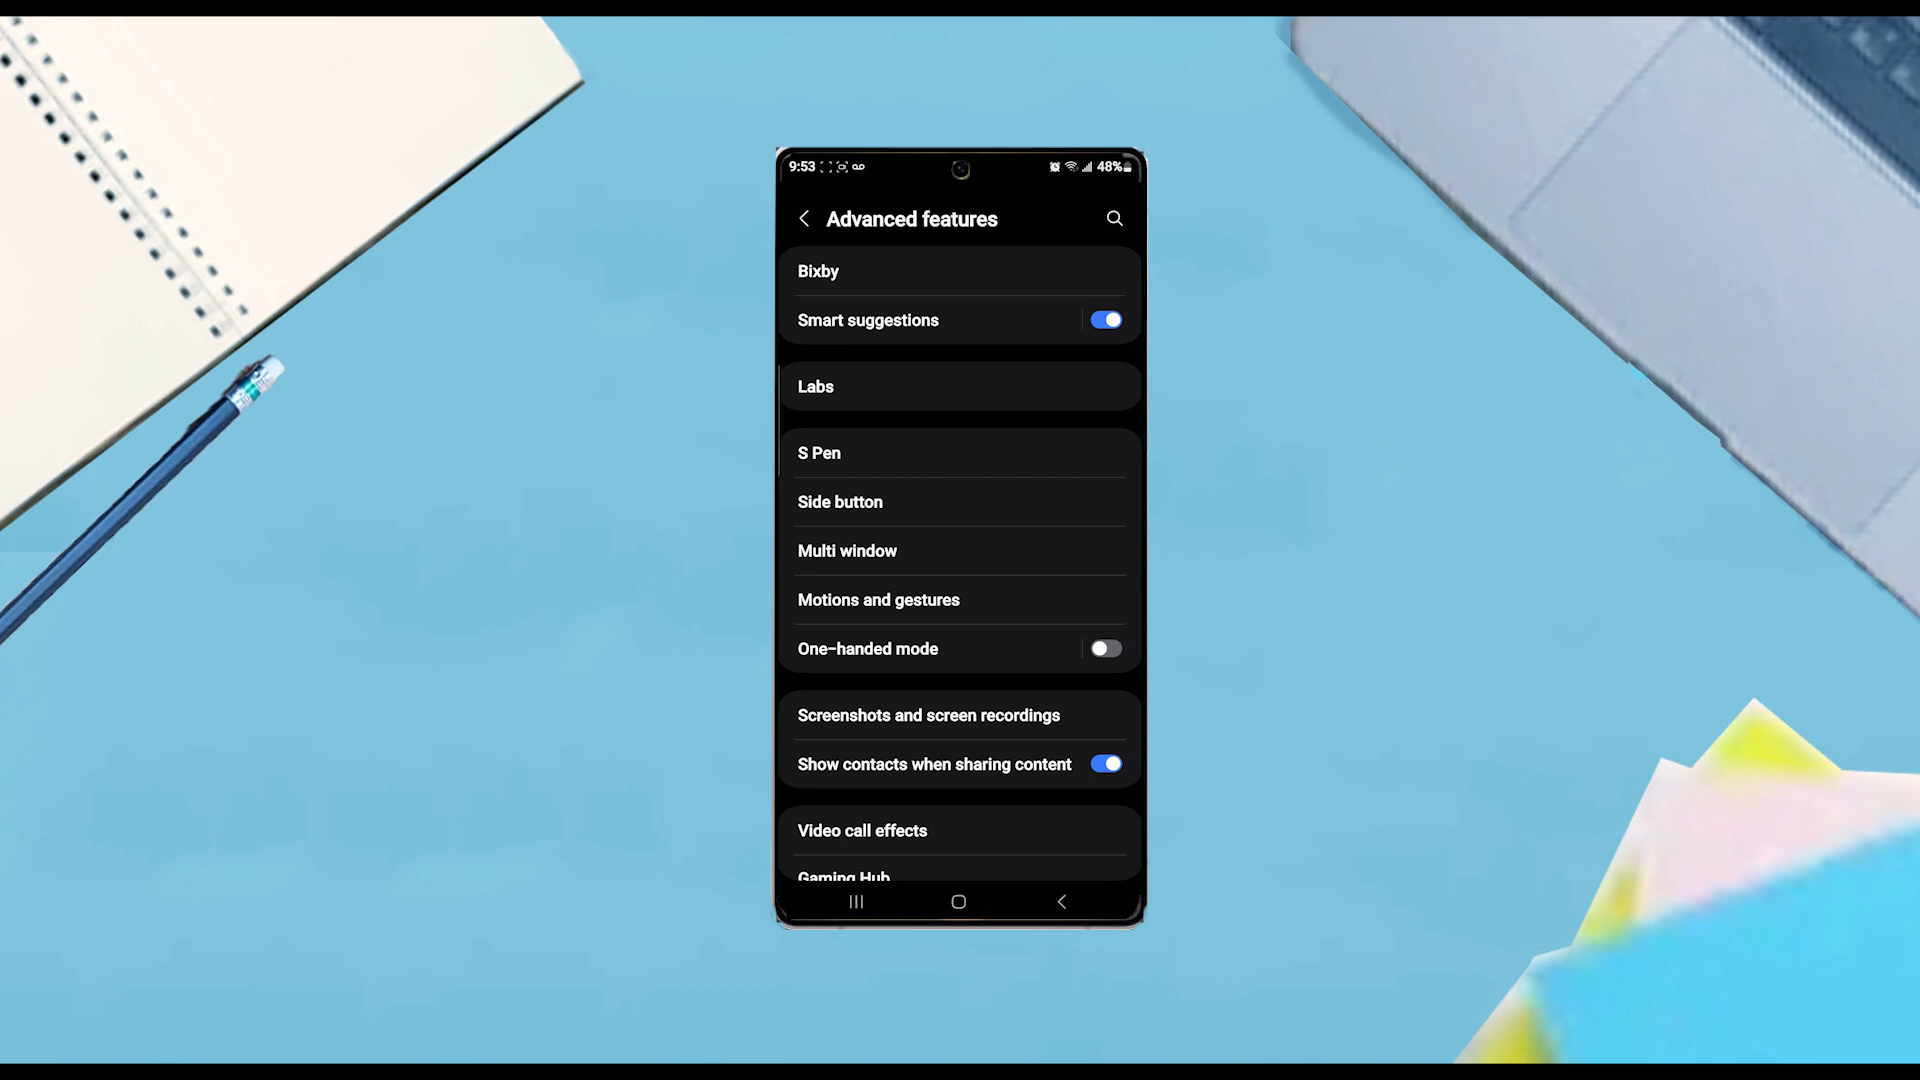 9:53 48%
Advanced features
Bixby
Smart suggestions
Labs
S Pen
Side button
Multi window
Motions and gestures
One-handed mode
Screenshots and screen recordings
Show contacts when sharing content
Video call effects
Gaming Hub